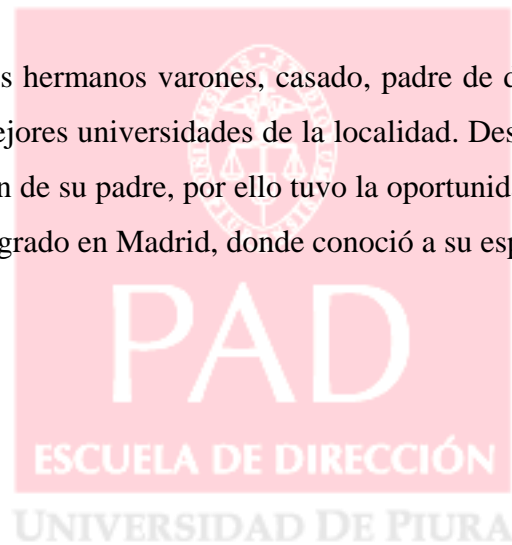 s hermanos varones, casado, padre de
ejores universidades de la localidad. Des
n de su padre, por ello tuvo la oportunida
grado en Madrid, donde conoció a su esp
PAD
ESCUELA DE DIRECCIÓN
UNIVERSIDAD DE PIURA